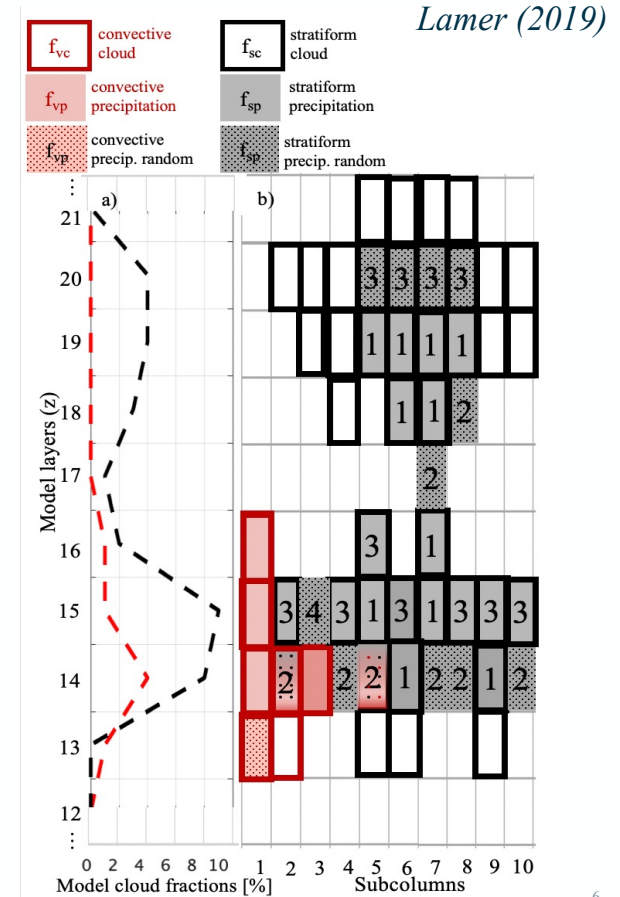 Lamer (2019)
f_vc convective cloud
f_sc stratiform cloud
f_vp convective precipitation
f_sp stratiform precipitation
f_vp convective precip. random
f_sp stratiform precip. random
a)
b)
⋮
21
20
3 3 3 3
19
1 1 1 1
18
1 1 2
17
2
16
3 1
15
3 4 3 1 3 1 3 3 3
14
2 2 2 1 2 2 1 2
13
12
⋮
Model layers (z)
0 2 4 6 8 10
1 2 3 4 5 6 7 8 9 10
Model cloud fractions [%]
Subcolumns
6